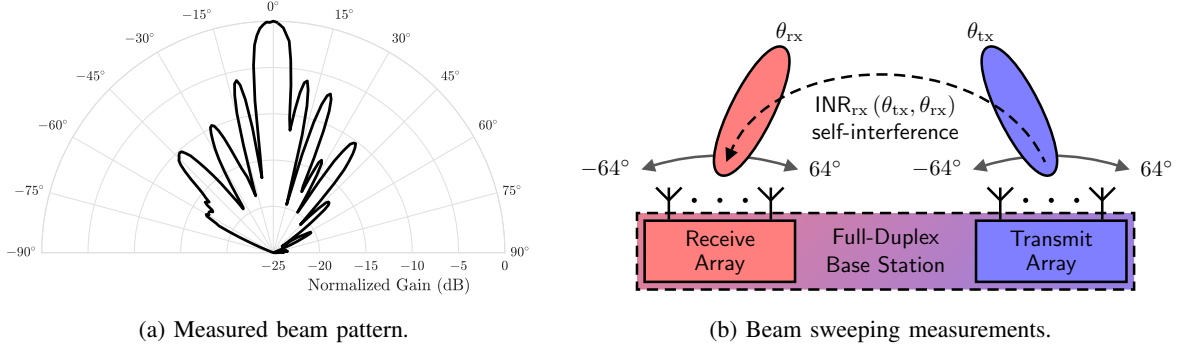 0°
−15°
15°
−30°
30°
−45°
45°
−60°
60°
−75°
75°
−90°
90°
−25
−20
−15
−10
−5
0
Normalized Gain (dB)
(a) Measured beam pattern.
θrx
θtx
INRrx (θtx, θrx)
self-interference
−64°
64°
−64°
64°
Receive
Array
Full-Duplex
Base Station
Transmit
Array
(b) Beam sweeping measurements.